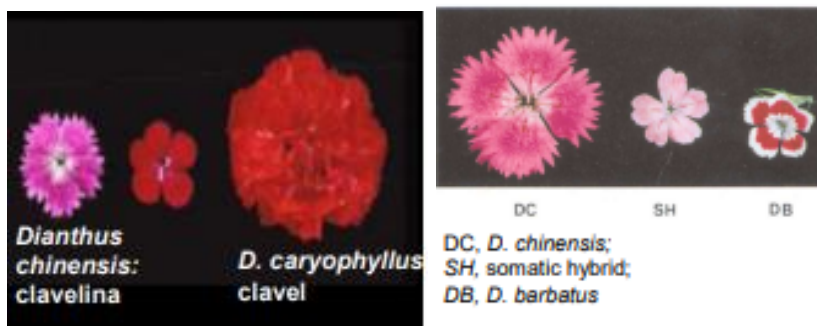 Dianthus
chinensis:
clavelina
D. caryophyllus
clavel
DC
SH
DB
DC, D. chinensis;
SH, somatic hybrid;
DB, D. barbatus